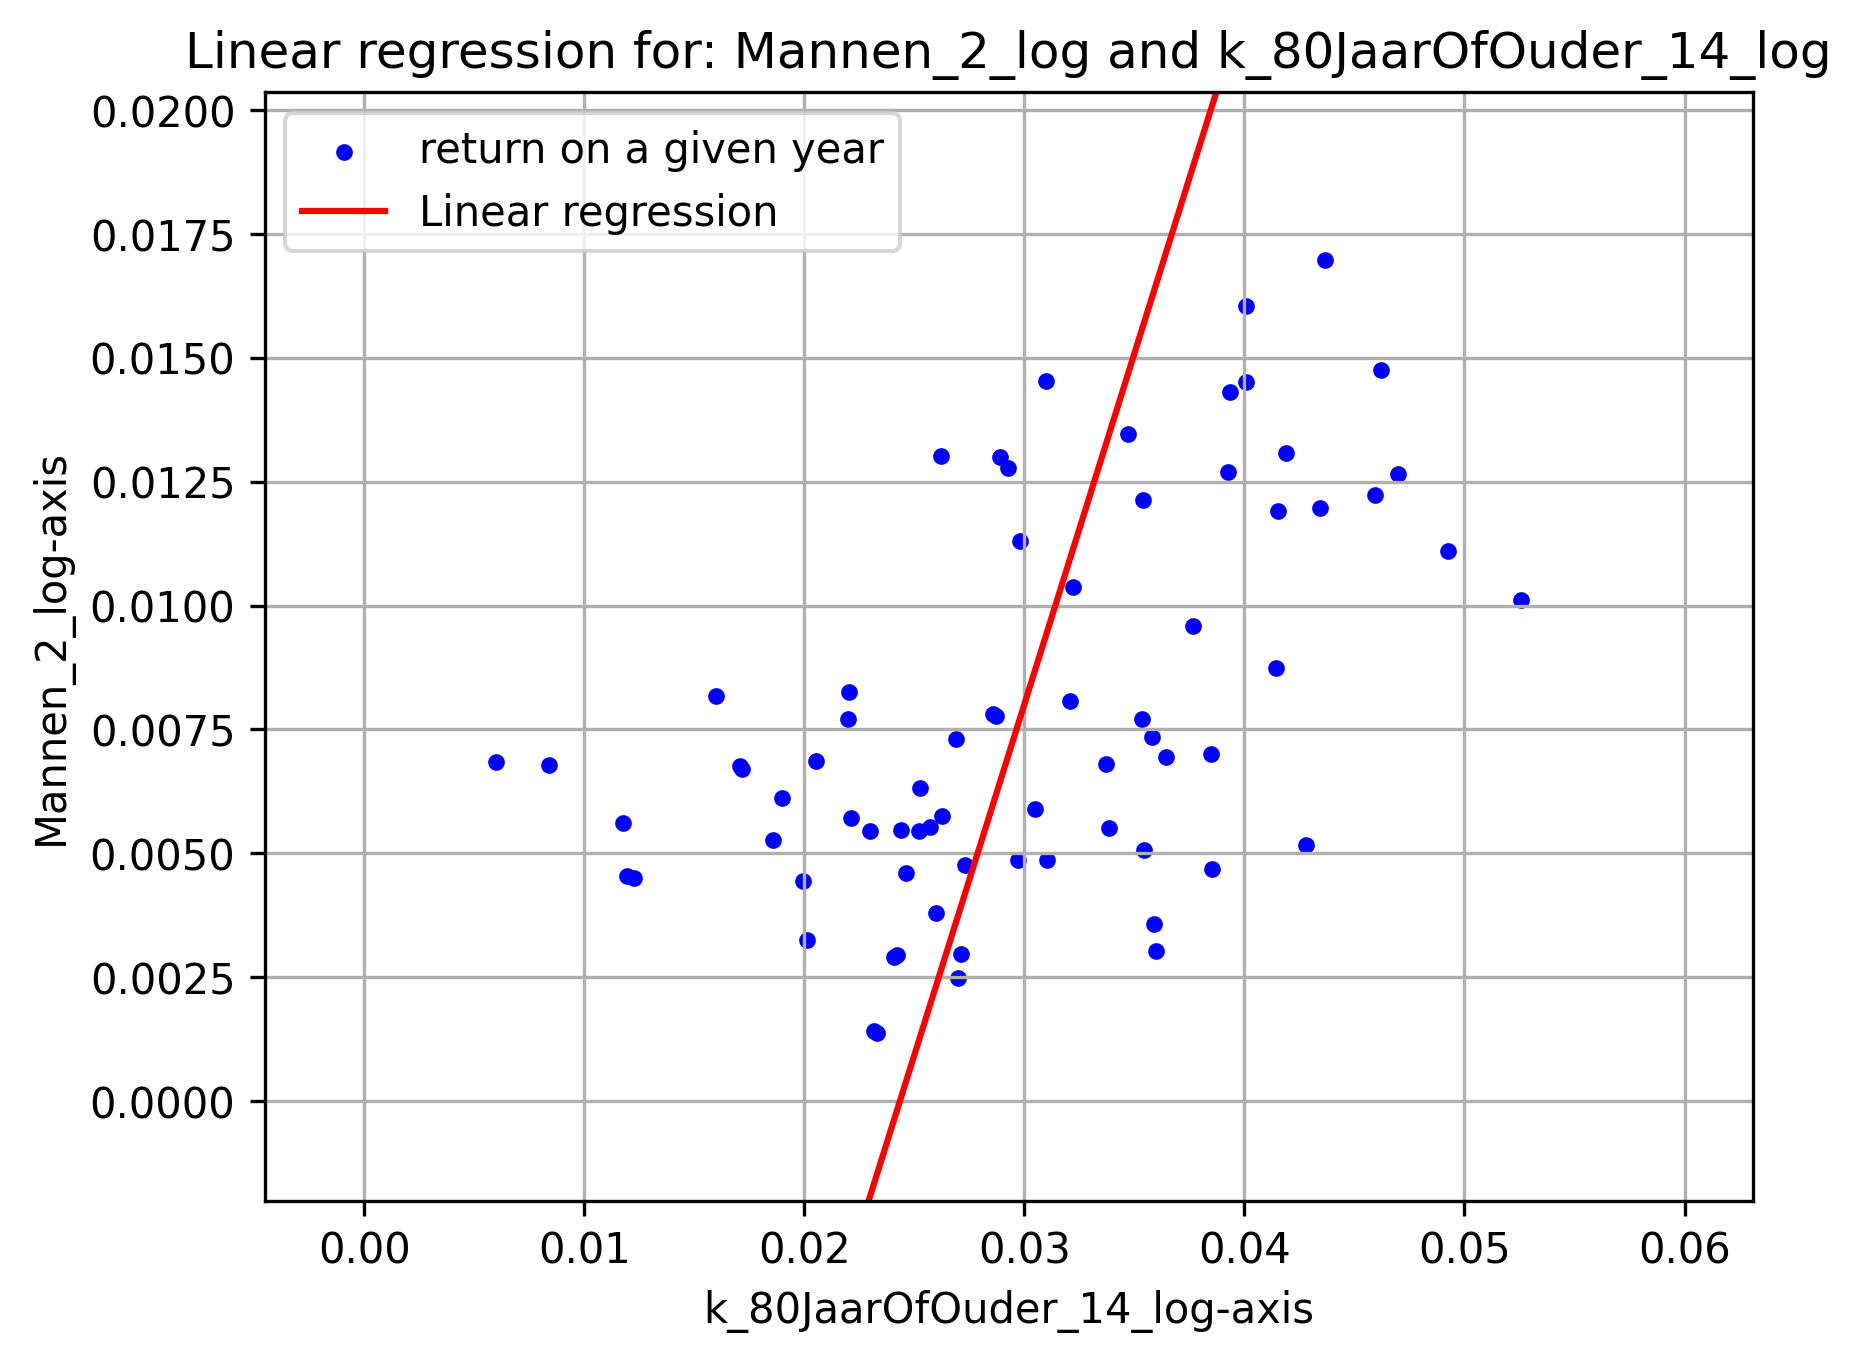 Linear regression for: Mannen_2_log and k_80JaarOfOuder_14_log
return on a given year
Linear regression
Mannen_2_log-axis
0.0200
0.0175
0.0150
0.0125
0.0100
0.0075
0.0050
0.0025
0.0000
0.00 0.01 0.02 0.03 0.04 0.05 0.06
k_80JaarOfOuder_14_log-axis